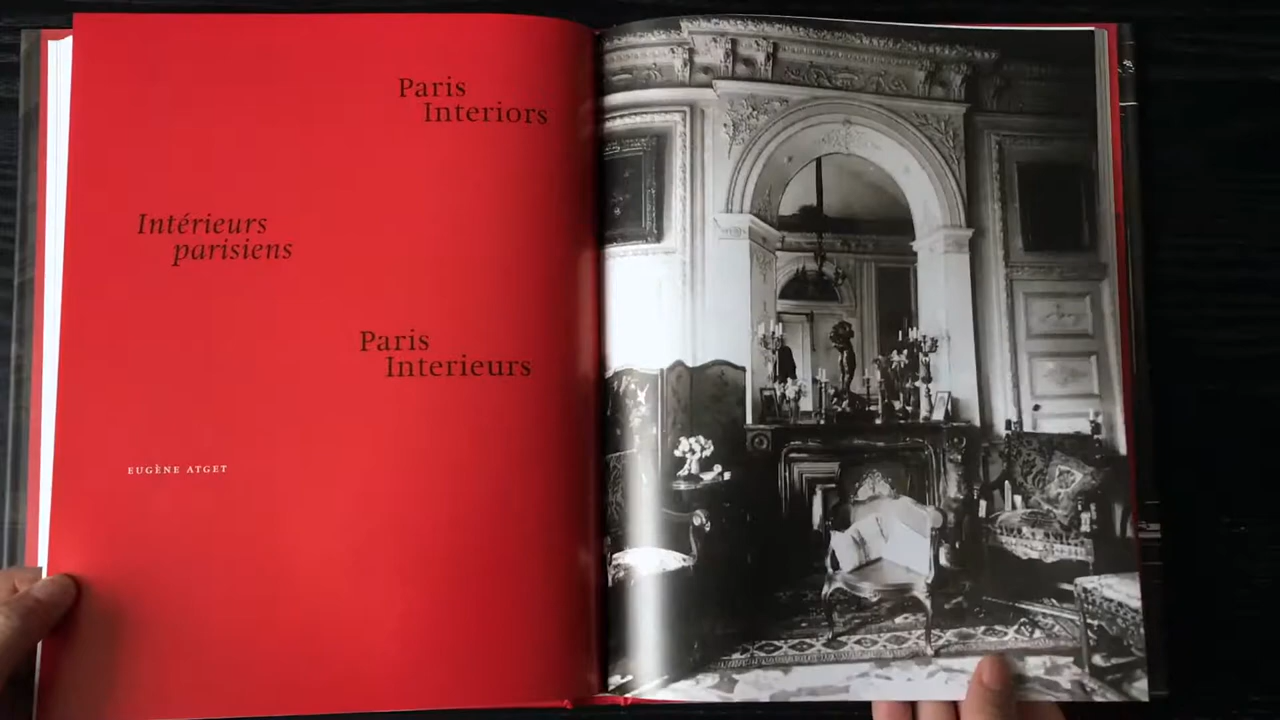 Paris
Interiors
Intérieurs
parisiens
Paris
Interieurs
EUGÈNE ATGET